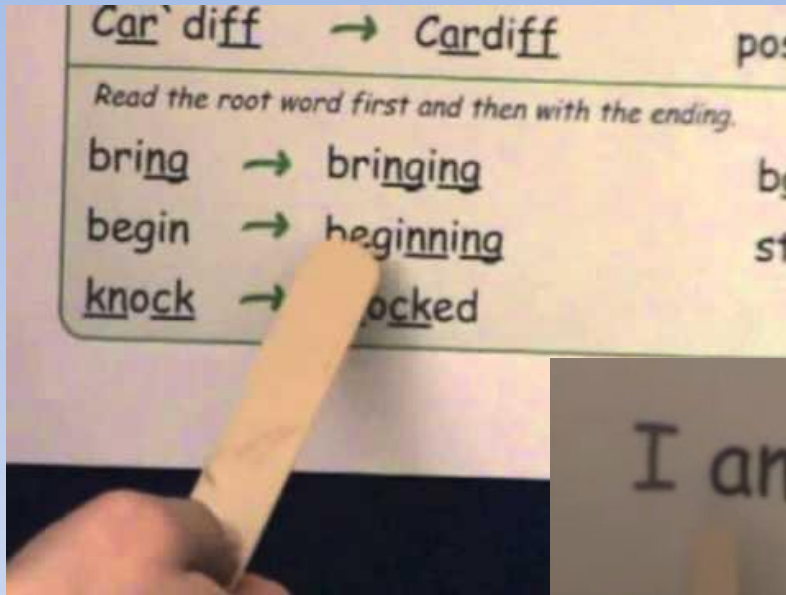 Car` diff → Cardiff
Read the root word first and then with the ending.
bring → bringing
begin → beginning
knock → ocked
I am